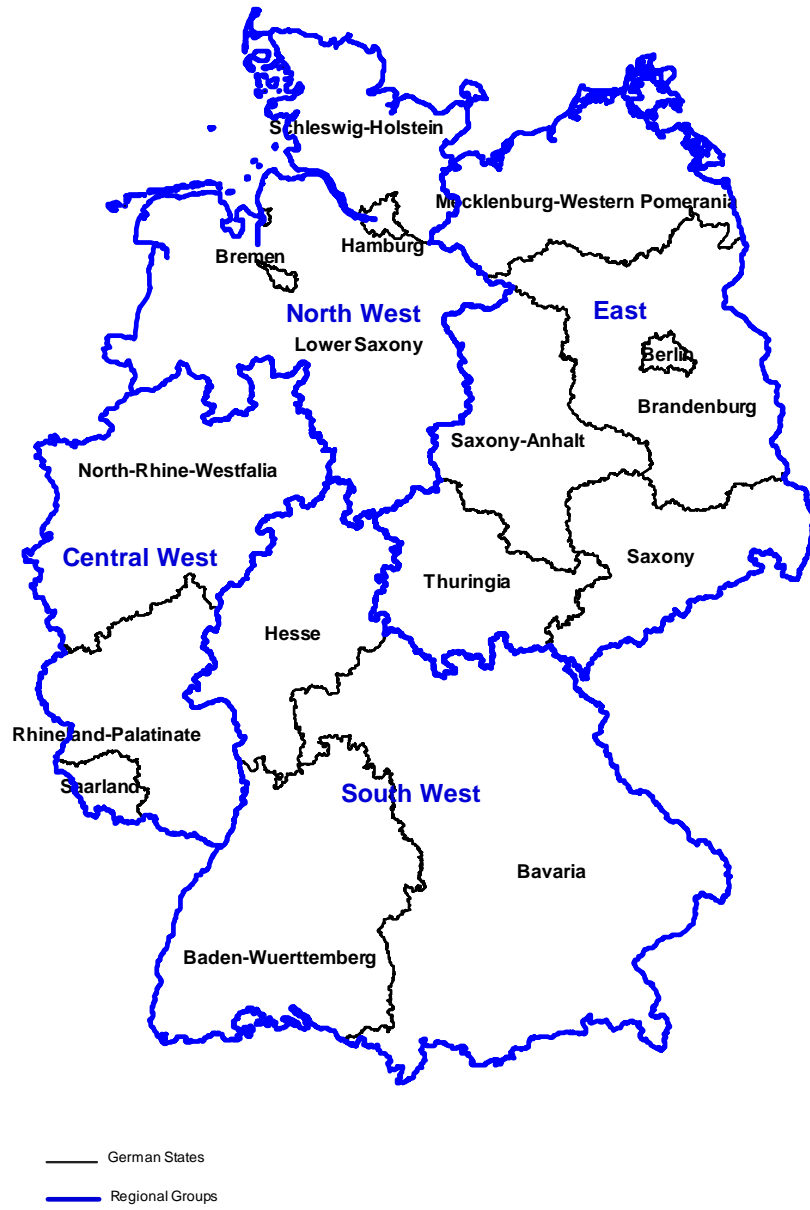 Schleswig-Holstein
Mecklenburg-Western Pomerania
Hamburg
Bremen
North West
East
Lower Saxony
Berlin
Brandenburg
Saxony-Anhalt
North-Rhine-Westfalia
Central West
Saxony
Thuringia
Hesse
Rhineland-Palatinate
Saarland
South West
Bavaria
Baden-Wuerttemberg
German States
Regional Groups